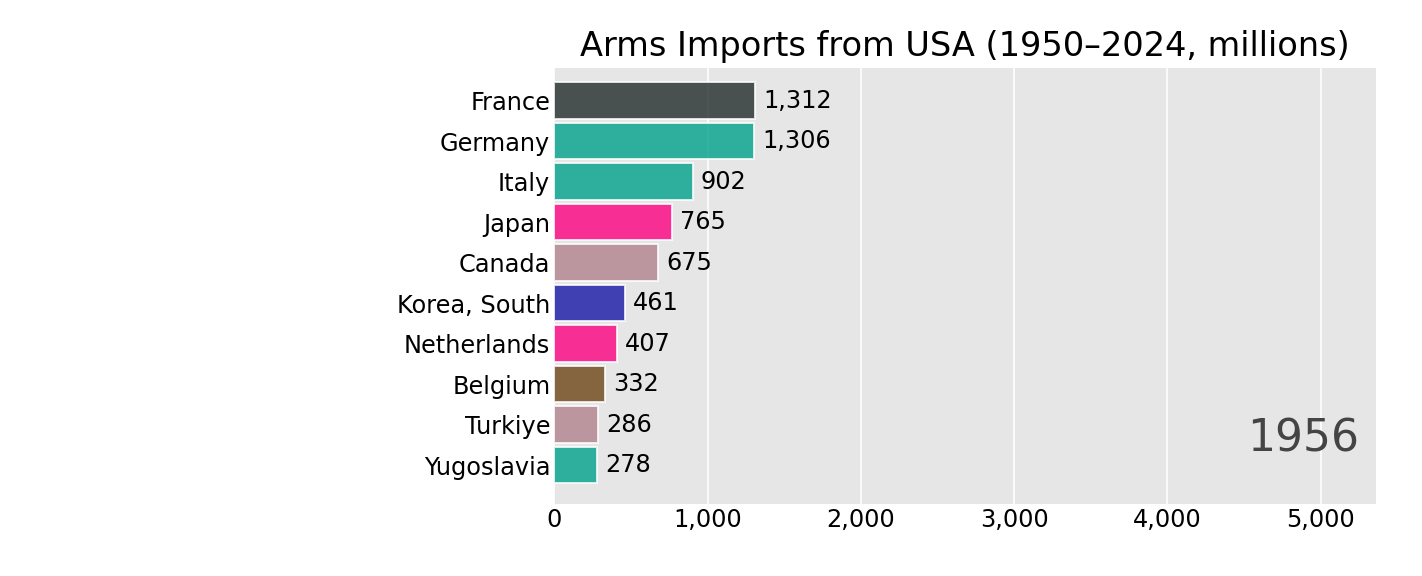 Arms Imports from USA (1950–2024, millions)
France 1,312
Germany 1,306
Italy 902
Japan 765
Canada 675
Korea, South 461
Netherlands 407
Belgium 332
Turkiye 286
Yugoslavia 278
1956
0 1,000 2,000 3,000 4,000 5,000